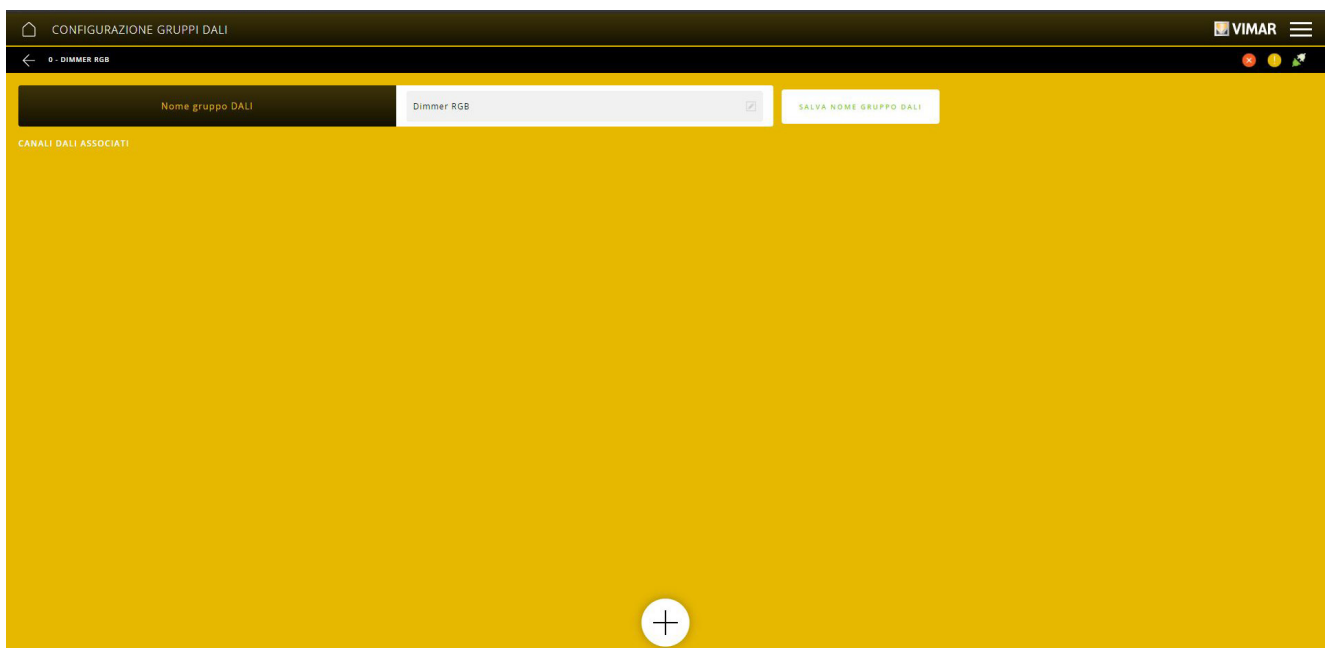 CONFIGURAZIONE GRUPPI DALI
VIMAR
0 - DIMMER RGB
Nome gruppo DALI
Dimmer RGB
SALVA NOME GRUPPO DALI
CANALI DALI ASSOCIATI